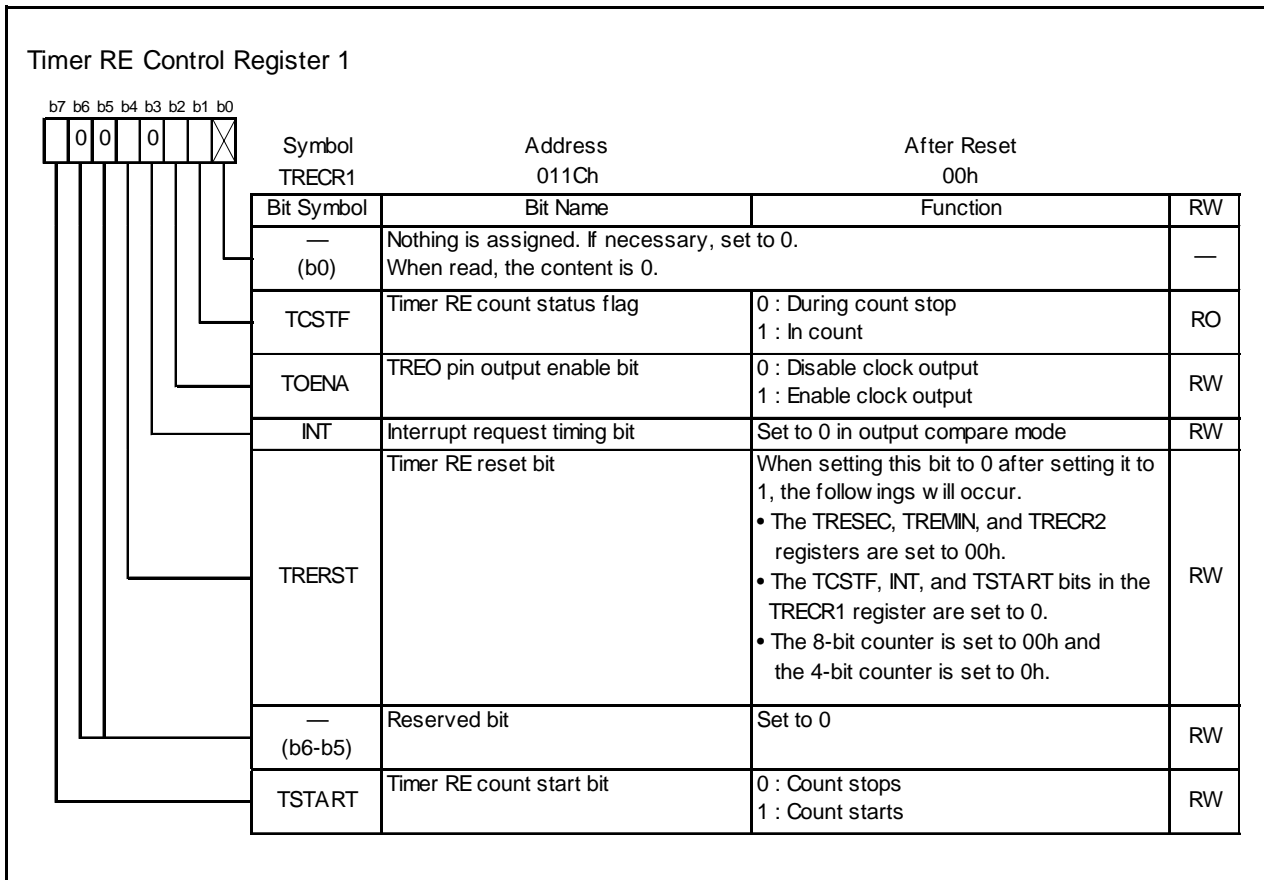 Timer RE Control Register 1
b7 b6 b5 b4 b3 b2 b1 b0
0 0 0
Symbol Address After Reset
TRECR1 011Ch 00h
Bit Symbol Bit Name Function RW
— (b0) Nothing is assigned. If necessary, set to 0.
When read, the content is 0. —
TCSTF Timer RE count status flag 0 : During count stop
1 : In count RO
TOENA TREO pin output enable bit 0 : Disable clock output
1 : Enable clock output RW
INT Interrupt request timing bit Set to 0 in output compare mode RW
TRERST Timer RE reset bit When setting this bit to 0 after setting it to
1, the followings will occur.
• The TRESEC, TREMIN, and TRECR2
registers are set to 00h.
• The TCSTF, INT, and TSTART bits in the
TRECR1 register are set to 0.
• The 8-bit counter is set to 00h and
the 4-bit counter is set to 0h. RW
— (b6-b5) Reserved bit Set to 0 RW
TSTART Timer RE count start bit 0 : Count stops
1 : Count starts RW